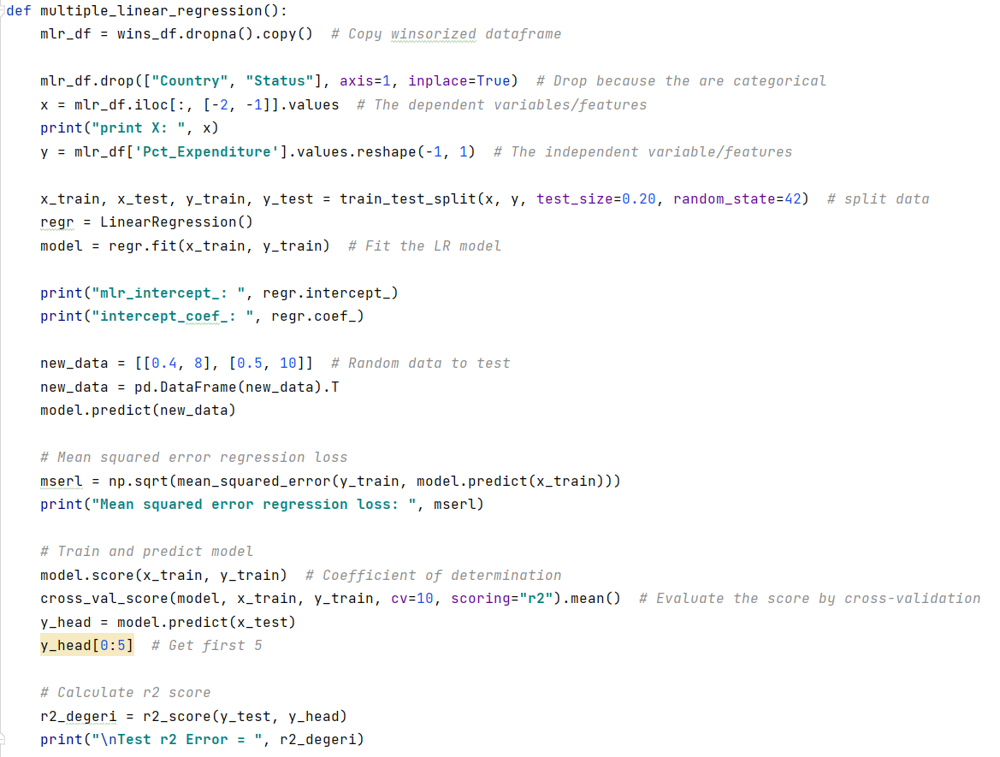 def multiple_linear_regression():
    mlr_df = wins_df.dropna().copy()  # Copy winsorized dataframe
    mlr_df.drop(["Country", "Status"], axis=1, inplace=True)  # Drop because the are categorical
    x = mlr_df.iloc[:, [-2, -1]].values  # The dependent variables/features
    print("print X: ", x)
    y = mlr_df['Pct_Expenditure'].values.reshape(-1, 1)  # The independent variable/features
    x_train, x_test, y_train, y_test = train_test_split(x, y, test_size=0.20, random_state=42)  # split data
    regr = LinearRegression()
    model = regr.fit(x_train, y_train)  # Fit the LR model
    print("mlr_intercept_: ", regr.intercept_)
    print("intercept_coef_: ", regr.coef_)
    new_data = [[0.4, 8], [0.5, 10]]  # Random data to test
    new_data = pd.DataFrame(new_data).T
    model.predict(new_data)
    # Mean squared error regression loss
    mserl = np.sqrt(mean_squared_error(y_train, model.predict(x_train)))
    print("Mean squared error regression loss: ", mserl)
    # Train and predict model
    model.score(x_train, y_train)  # Coefficient of determination
    cross_val_score(model, x_train, y_train, cv=10, scoring="r2").mean()  # Evaluate the score by cross-validation
    y_head = model.predict(x_test)
    y_head[0:5]  # Get first 5
    # Calculate r2 score
    r2_degeri = r2_score(y_test, y_head)
    print("\nTest r2 Error = ", r2_degeri)